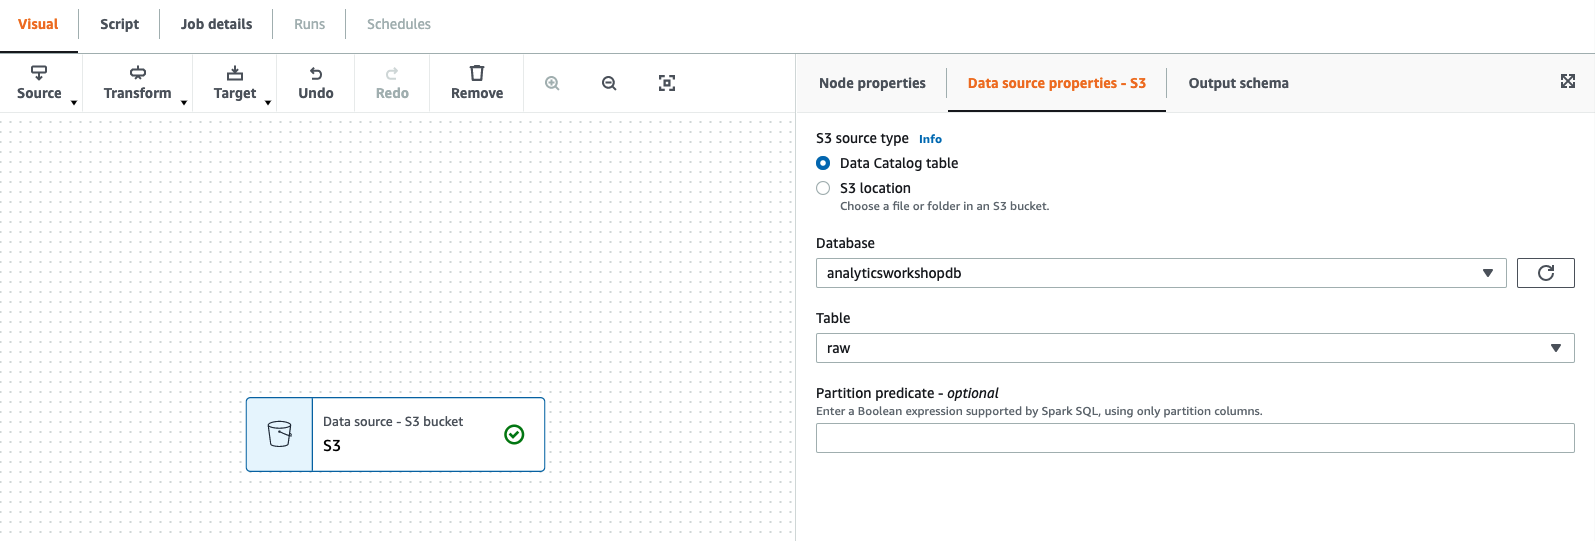 Visual Script Job details Runs Schedules
Source Transform Target Undo Redo Remove
Node properties Data source properties - S3 Output schema
S3 source type Info
Data Catalog table
S3 location
Choose a file or folder in an S3 bucket.
Database
analyticsworkshopdb
Table
raw
Partition predicate - optional
Enter a Boolean expression supported by Spark SQL, using only partition columns.
Data source - S3 bucket
S3